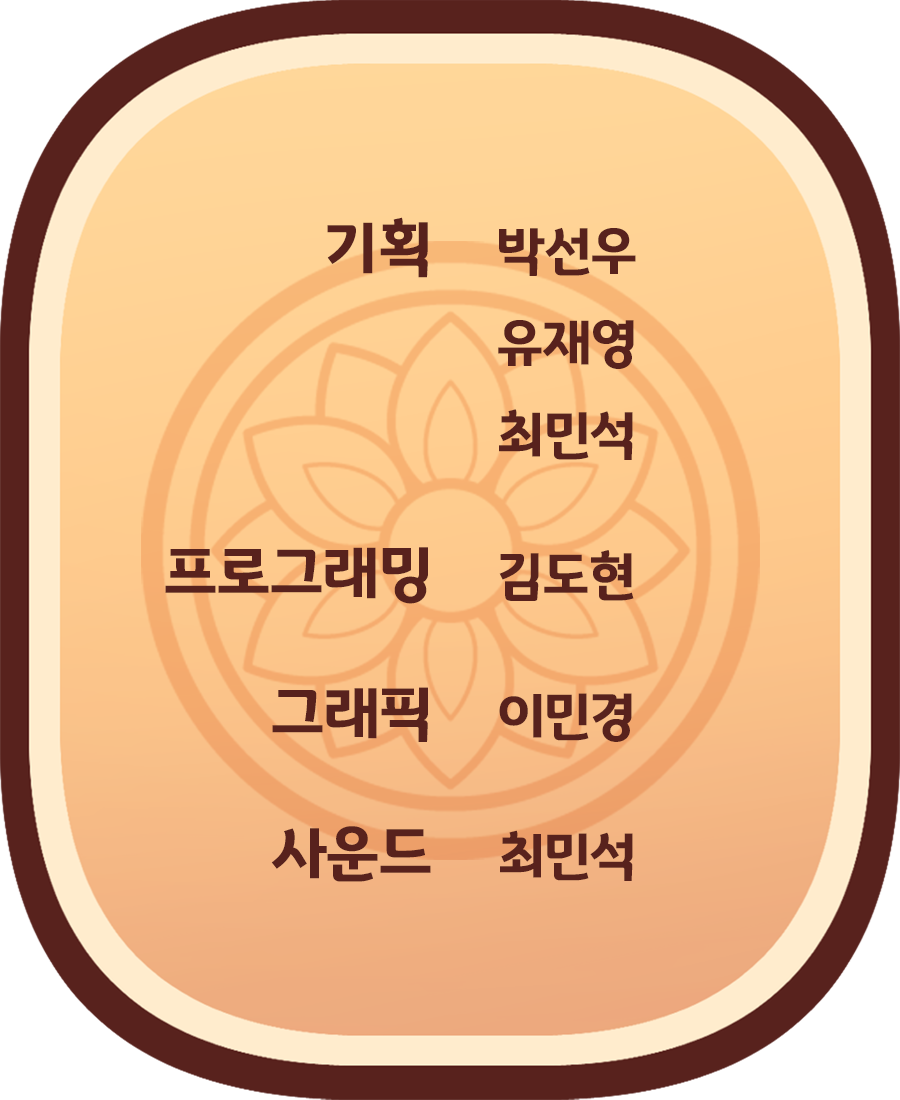 기획 박선우
유재영
최민석
프로그래밍 김도현
그래픽 이민경
사운드 최민석